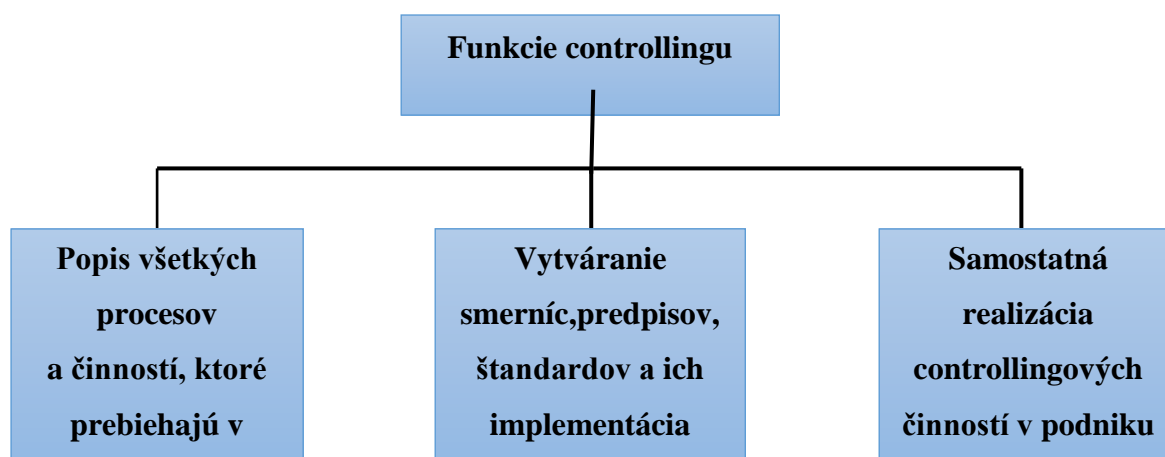 Funkcie controllingu
Popis všetkých
procesov
a činností, ktoré
prebiehajú v
Vytváranie
smerníc,predpisov,
štandardov a ich
implementácia
Samostatná
realizácia
controllingových
činností v podniku